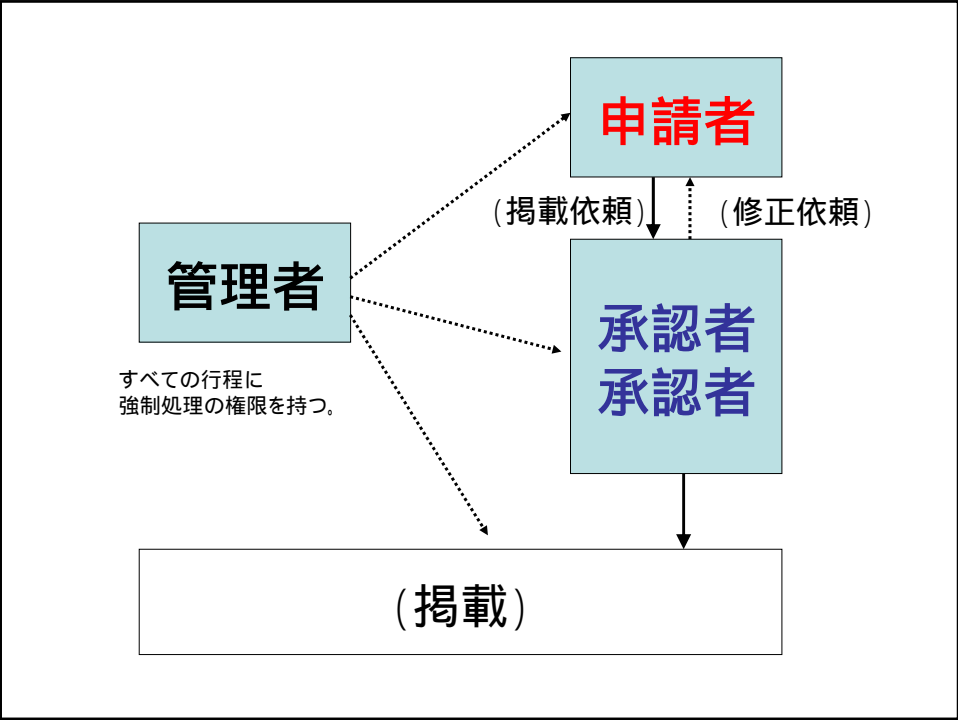 申請者
(掲載依頼)
(修正依頼)
管理者
承認者
承認者
すべての行程に
強制処理の権限を持つ。
(掲載)